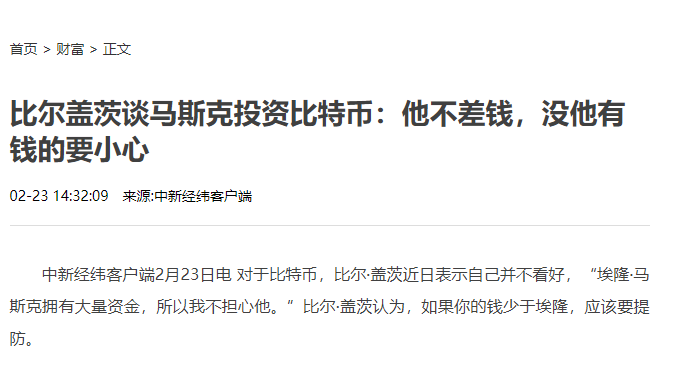 首页 > 财富 > 正文
比尔盖茨谈马斯克投资比特币：他不差钱，没他有
钱的要小心
02-23 14:32:09 来源:中新经纬客户端
中新经纬客户端2月23日电 对于比特币，比尔·盖茨近日表示自己并不看好，“埃隆·马
斯克拥有大量资金，所以我不担心他。”比尔·盖茨认为，如果你的钱少于埃隆，应该要提
防。